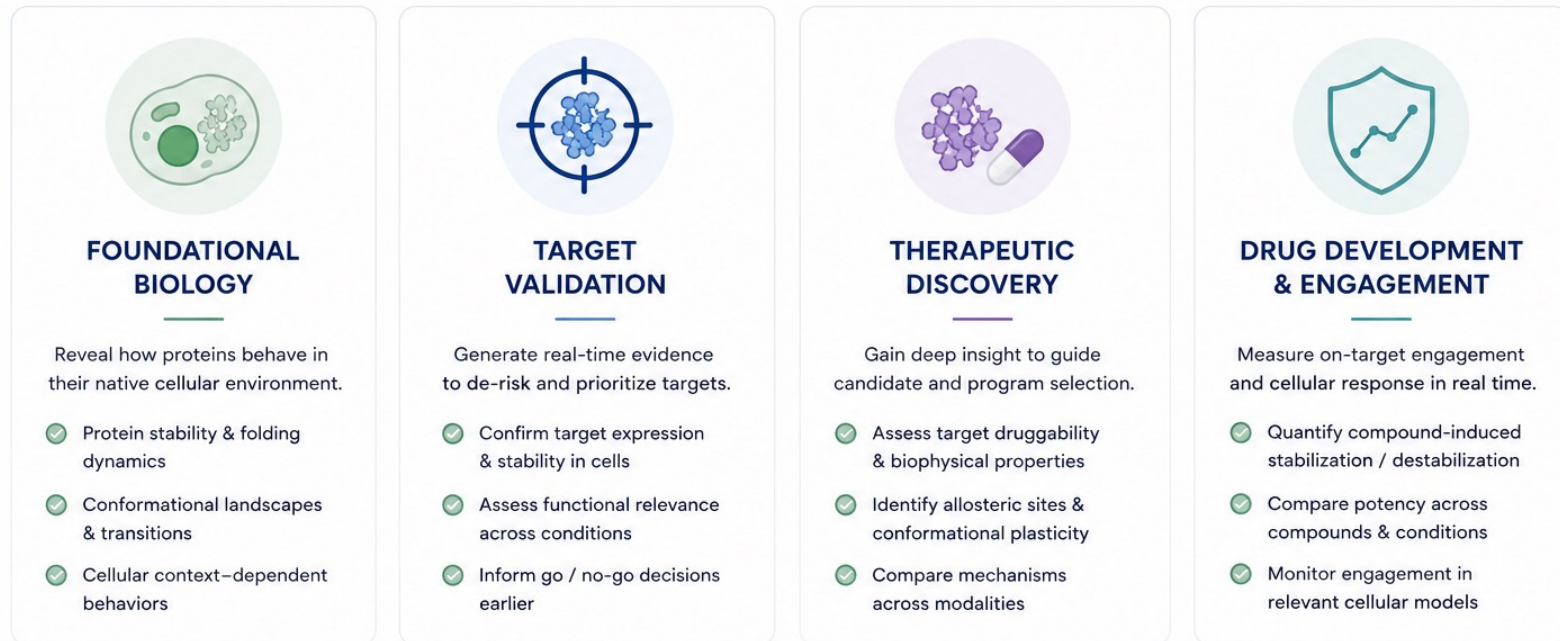 FOUNDATIONAL
BIOLOGY
Reveal how proteins behave in
their native cellular environment.
Protein stability & folding
dynamics
Conformational landscapes
& transitions
Cellular context–dependent
behaviors
TARGET
VALIDATION
Generate real-time evidence
to de-risk and prioritize targets.
Confirm target expression
& stability in cells
Assess functional relevance
across conditions
Inform go / no-go decisions
earlier
THERAPEUTIC
DISCOVERY
Gain deep insight to guide
candidate and program selection.
Assess target druggability
& biophysical properties
Identify allosteric sites &
conformational plasticity
Compare mechanisms
across modalities
DRUG DEVELOPMENT
& ENGAGEMENT
Measure on-target engagement
and cellular response in real time.
Quantify compound-induced
stabilization / destabilization
Compare potency across
compounds & conditions
Monitor engagement in
relevant cellular models